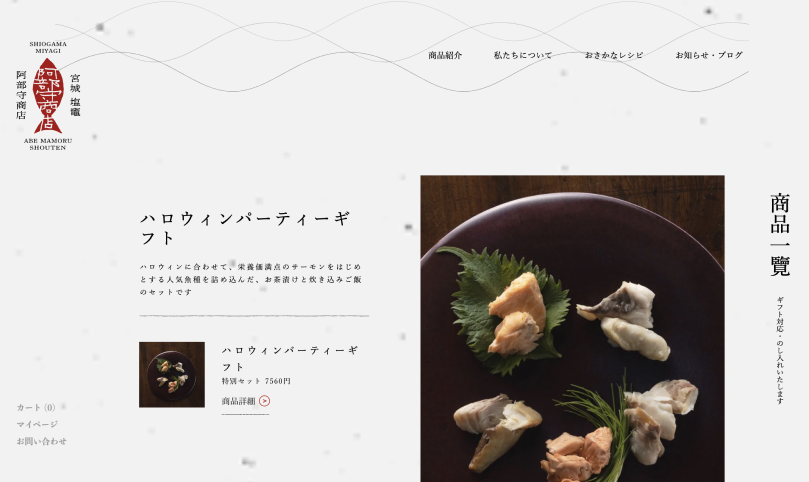 SHIOGAMA
MIYAGI
阿部守商店
阿部守商店
宮城 塩竈
ABE MAMORU
SHOUTEN
商品紹介
私たちについて
おさかなレシピ
お知らせ・ブログ
ハロウィンパーティーギ
フト
ハロウィンに合わせて、栄養価満点のサーモンをはじめ
とする人気魚種を詰め込んだ、お茶漬けと炊き込みご飯
のセットです
ハロウィンパーティーギ
フト
特別セット 7560円
商品詳細
商品一覽
ギフト対応・のし入れいたします
カート (0)
マイページ
お問い合わせ